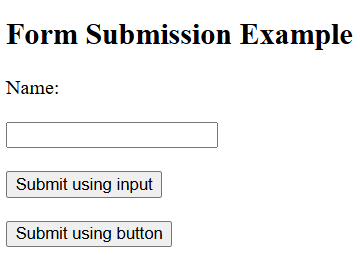 Form Submission Example
Name:
Submit using input
Submit using button